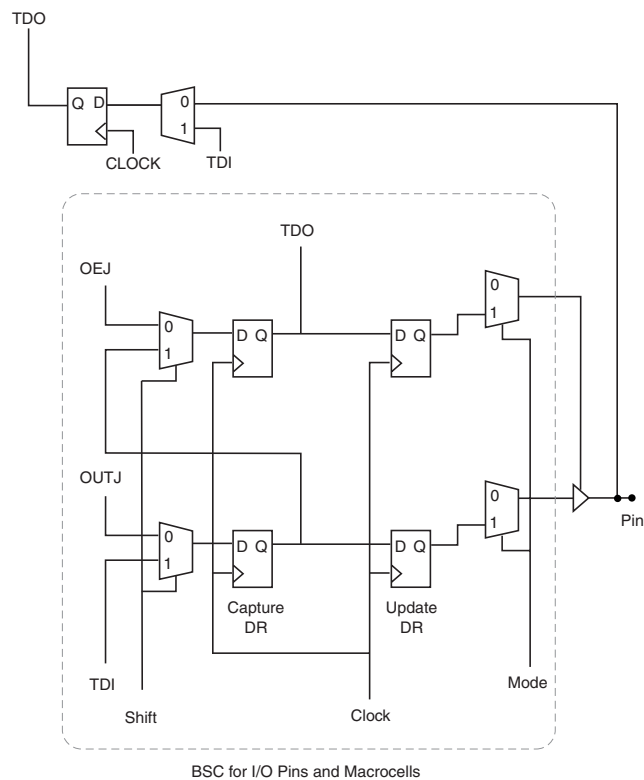 TDO
Q D
0
1
CLOCK
TDI
TDO
OEJ
0
1
D Q
D Q
0
1
OUTJ
0
1
D Q
D Q
0
1
Pin
Capture
DR
Update
DR
TDI
Shift
Clock
Mode
BSC for I/O Pins and Macrocells